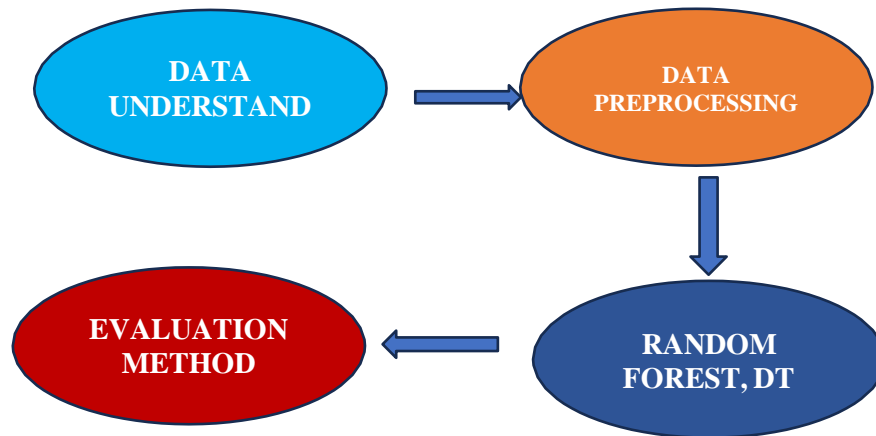 DATA
UNDERSTAND
DATA
PREPROCESSING
RANDOM
FOREST, DT
EVALUATION
METHOD